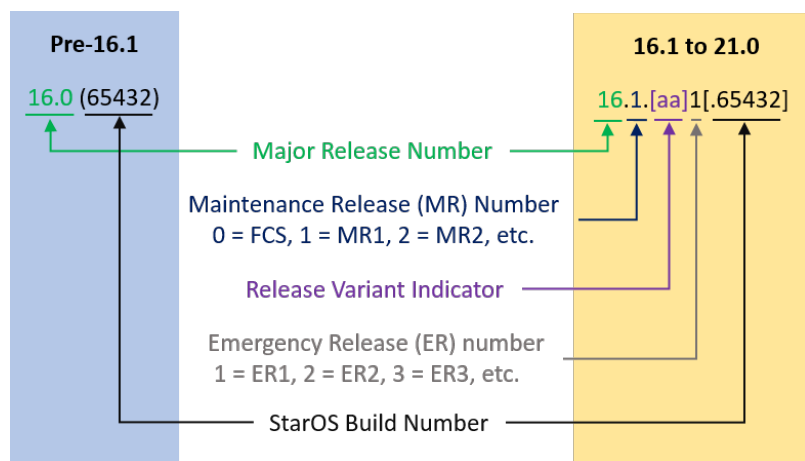 Pre-16.1
16.1 to 21.0
16.0 (65432)
16.1.[aa]1[.65432]
Major Release Number
Maintenance Release (MR) Number
0 = FCS, 1 = MR1, 2 = MR2, etc.
Release Variant Indicator
Emergency Release (ER) number
1 = ER1, 2 = ER2, 3 = ER3, etc.
StarOS Build Number